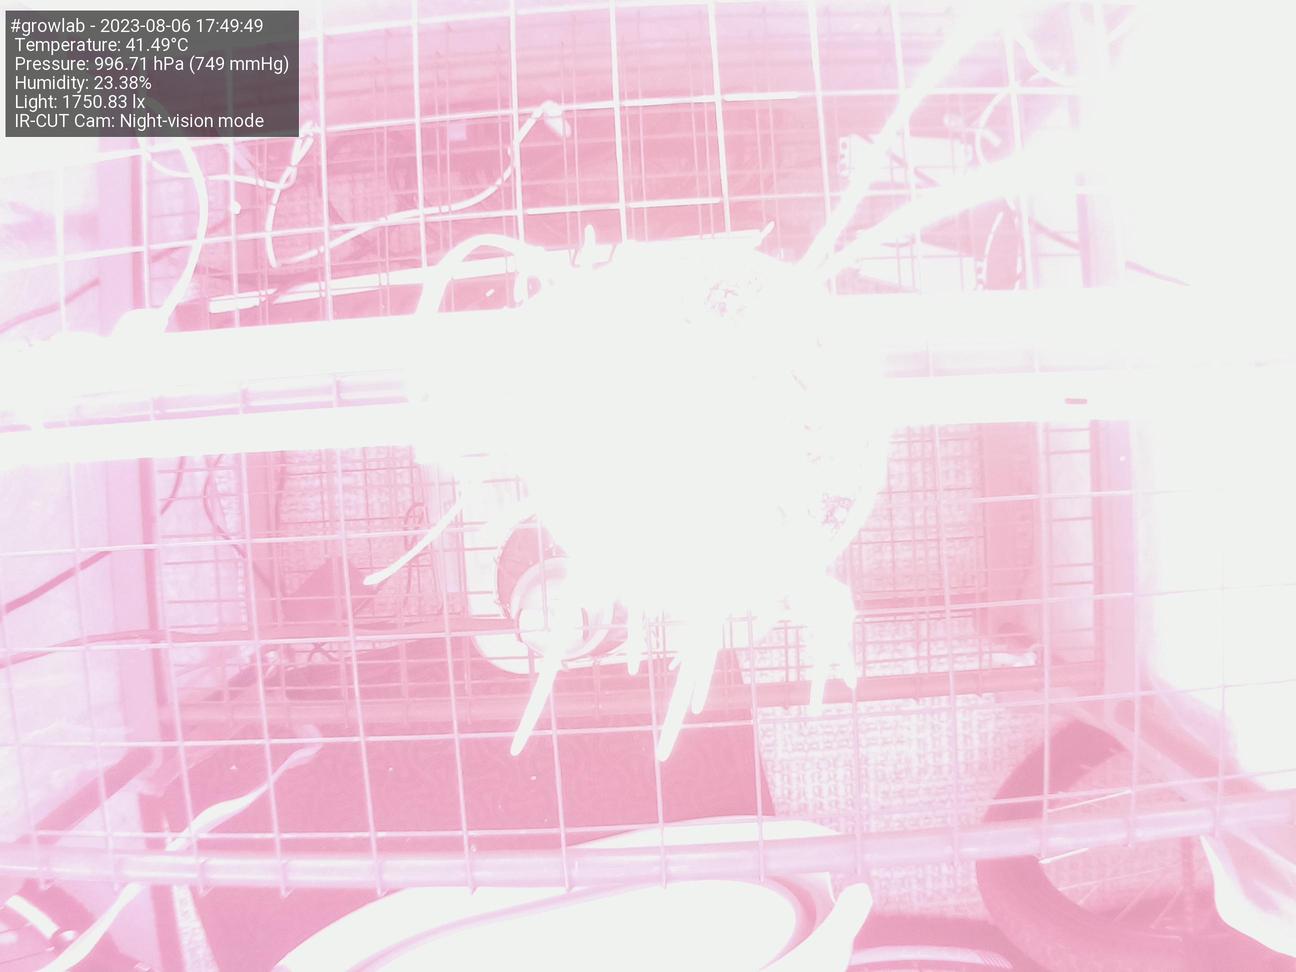 #growlab - 2023-08-06 17:49:49
Temperature: 41.49°C
Pressure: 996.71 hPa (749 mmHg)
Humidity: 23.38%
Light: 1750.83 lx
IR-CUT Cam: Night-vision mode